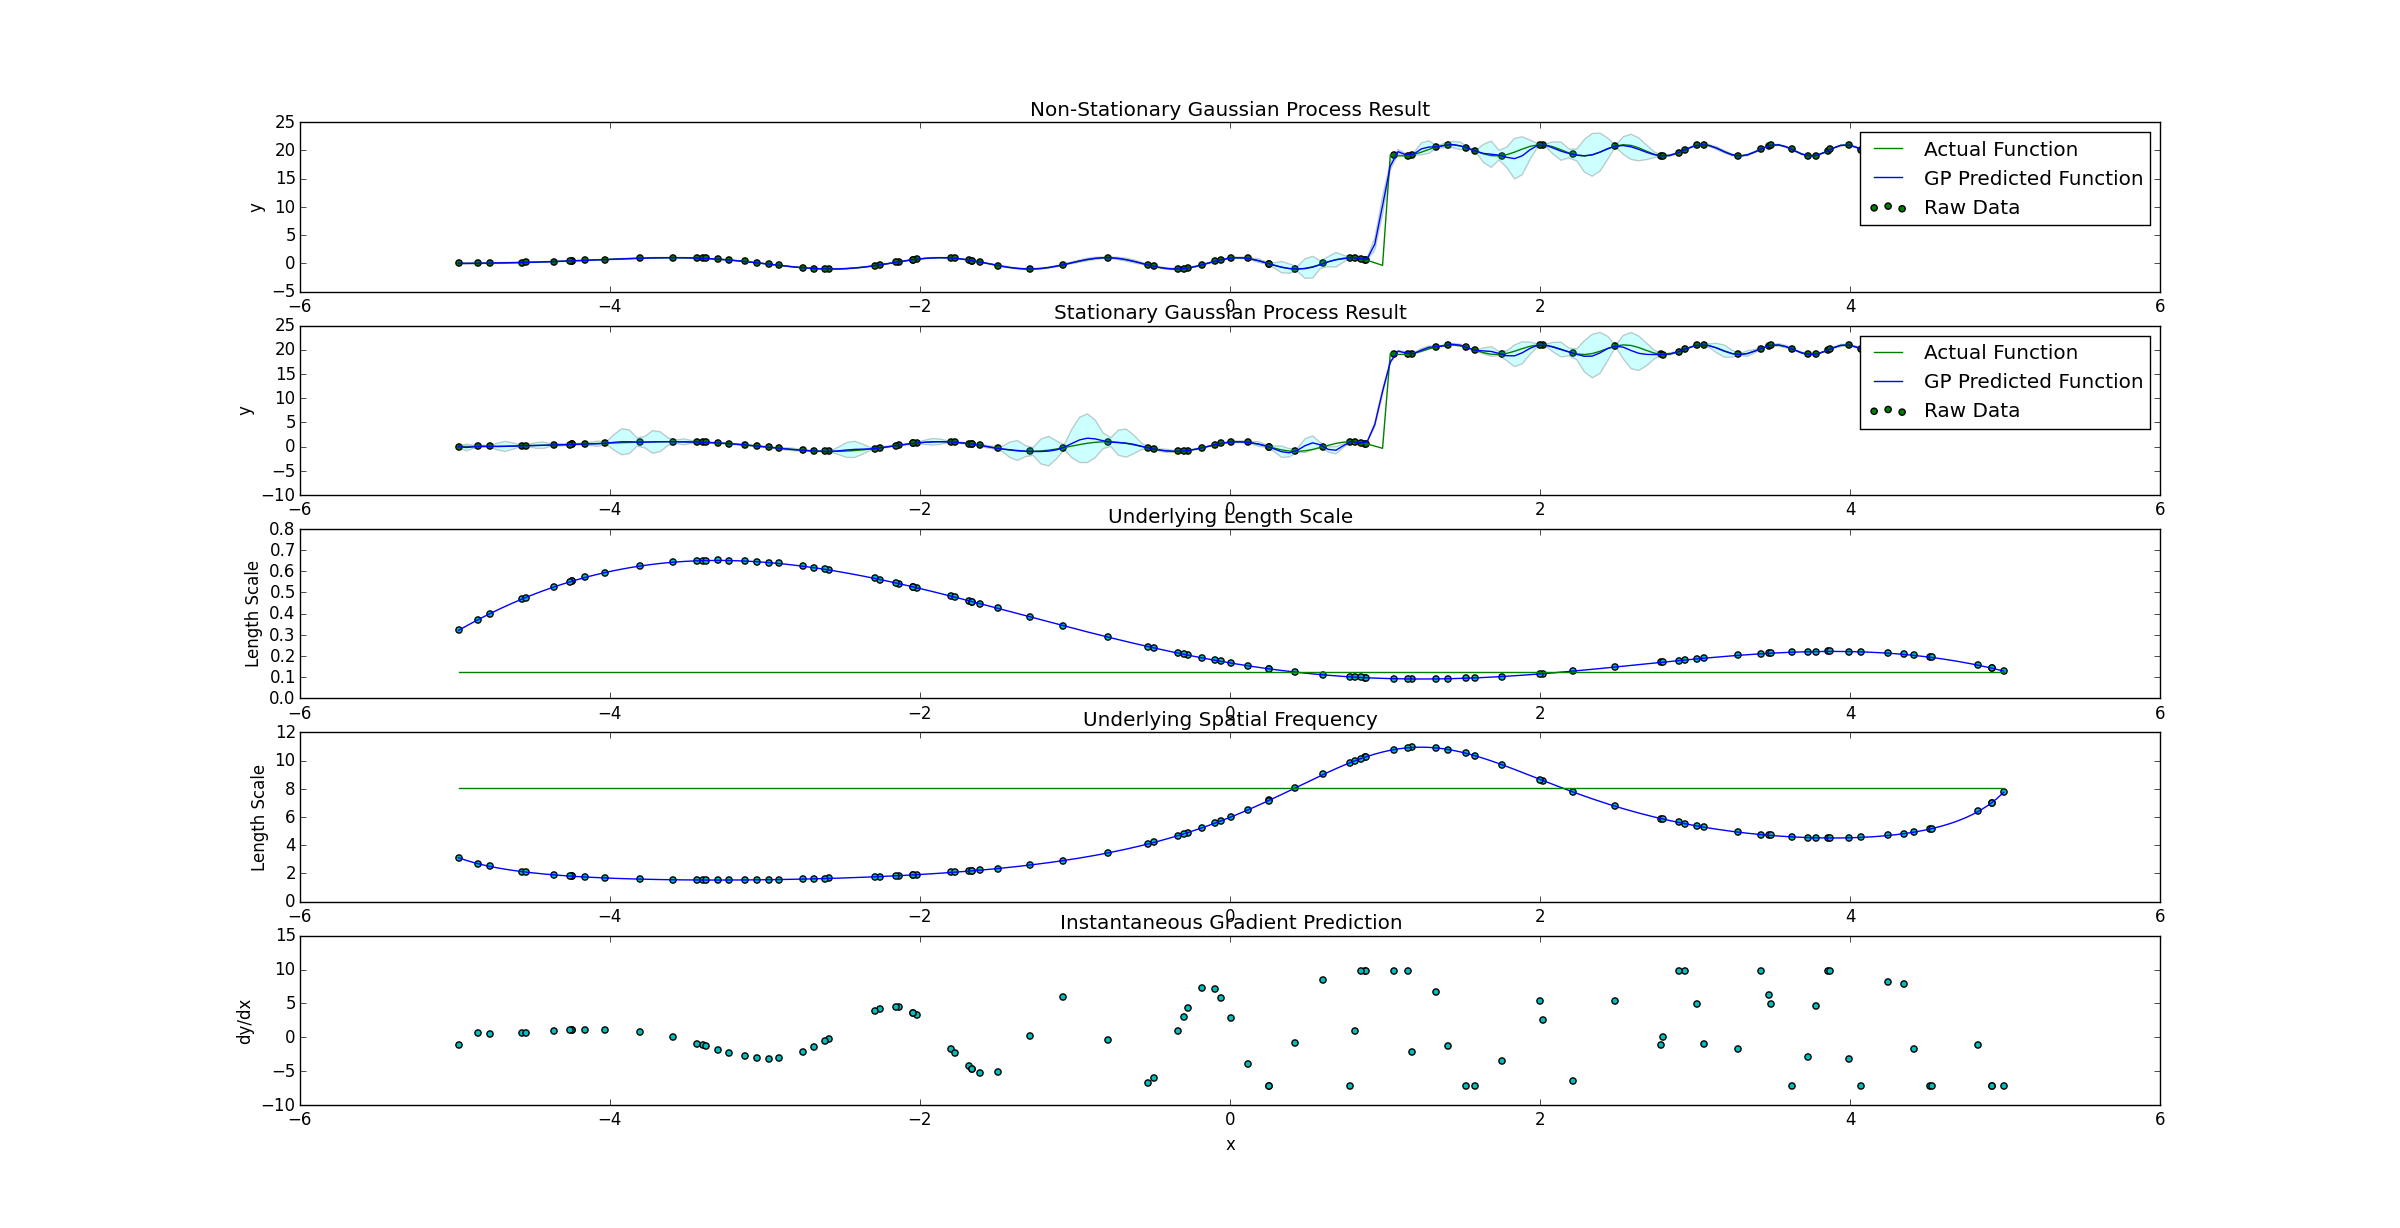 Non-Stationary Gaussian Process Result
25
20
15
10
5
0
−5
y
−6 −4 −2 0 2 4 6
Actual Function
GP Predicted Function
Raw Data
Stationary Gaussian Process Result
25
20
15
10
5
0
−5
−10
y
−6 −4 −2 0 2 4 6
Actual Function
GP Predicted Function
Raw Data
Underlying Length Scale
0.8
0.7
0.6
0.5
0.4
0.3
0.2
0.1
0.0
Length Scale
−6 −4 −2 0 2 4 6
Underlying Spatial Frequency
12
10
8
6
4
2
0
Length Scale
−6 −4 −2 0 2 4 6
Instantaneous Gradient Prediction
15
10
5
0
−5
−10
dy/dx
−6 −4 −2 0 2 4 6
x